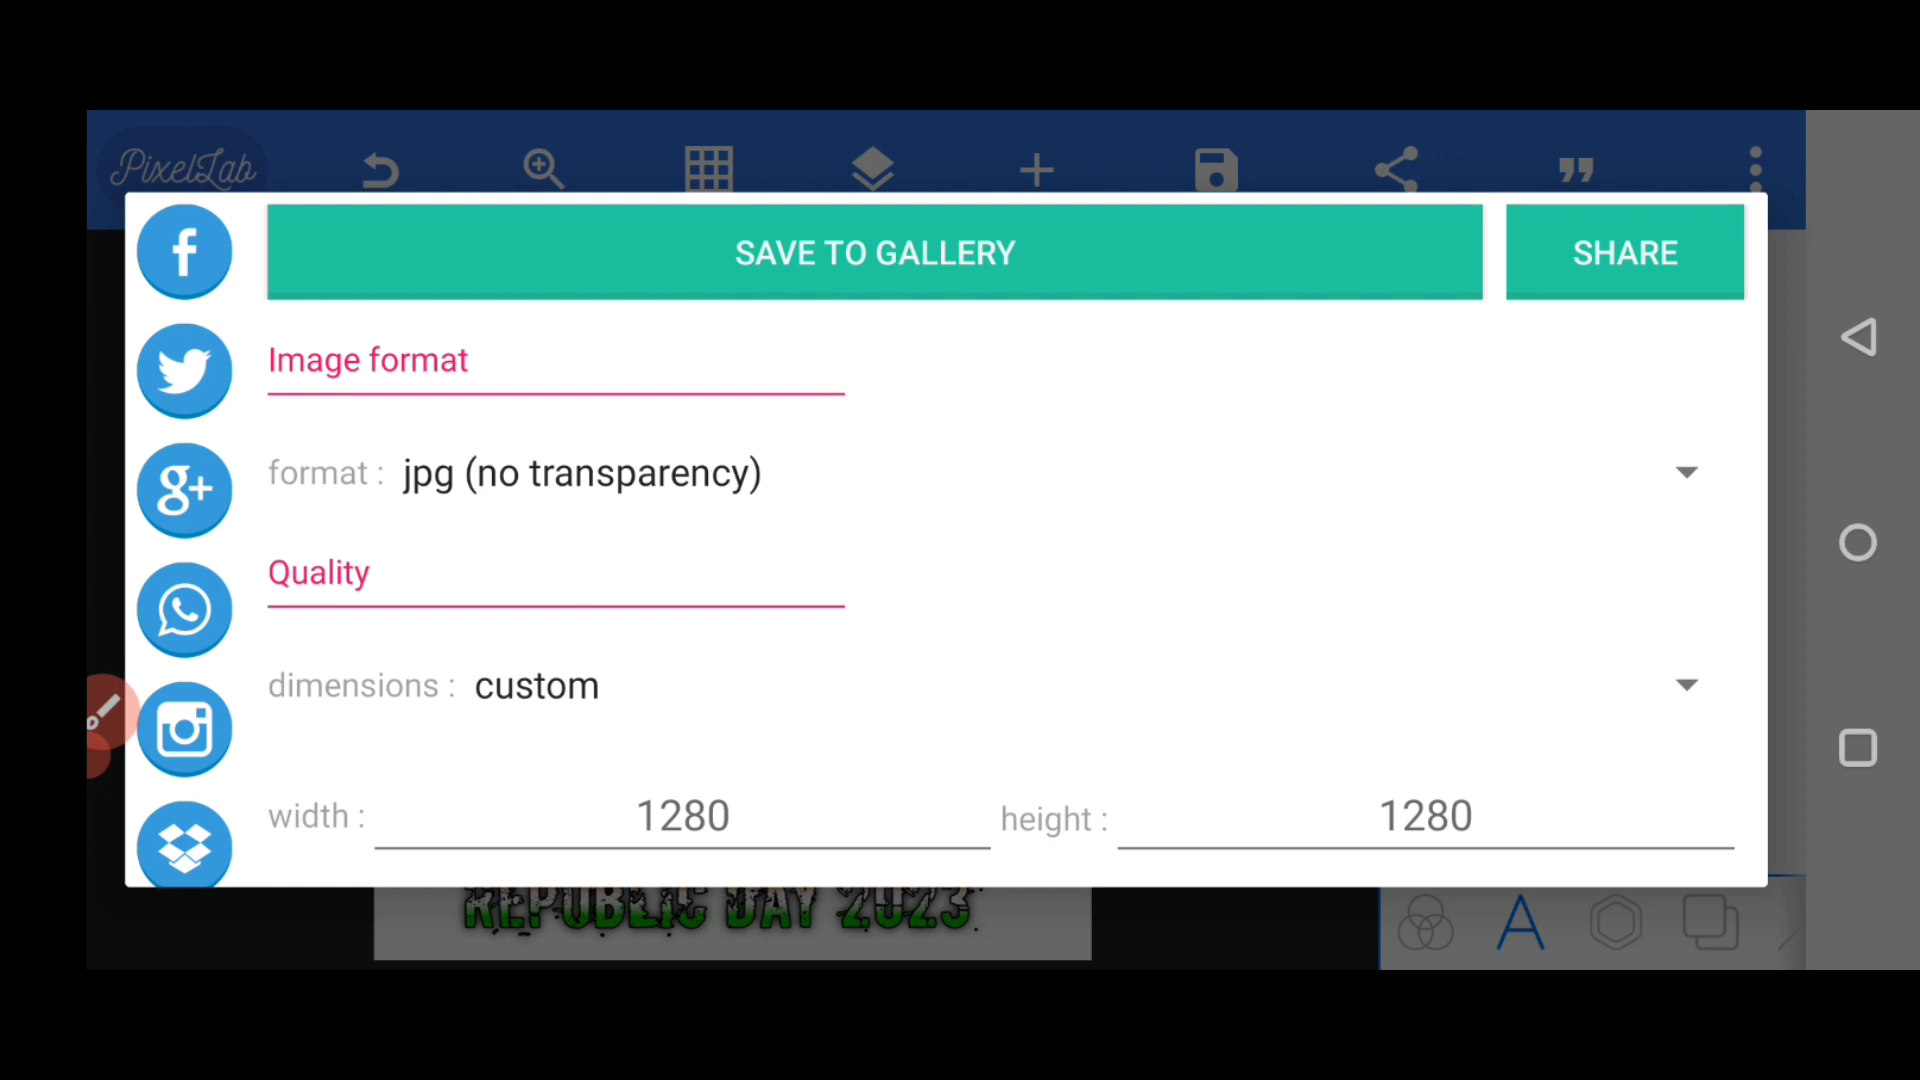 PixelLab
SAVE TO GALLERY
SHARE
Image format
format : jpg (no transparency)
Quality
dimensions : custom
width : 1280 height : 1280
REPUBLIC DAY 2023